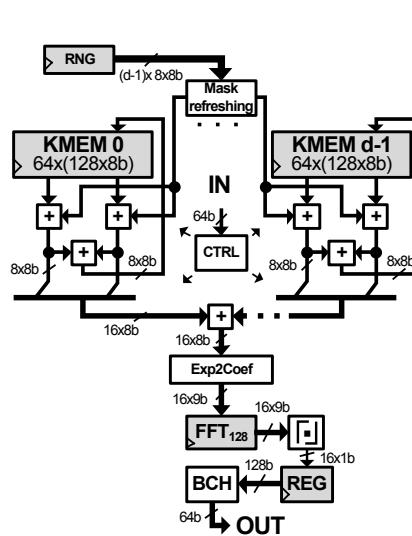 RNG
(d-1)x 8x8b
Mask
refreshing
. . .
KMEM 0
64x(128x8b)
KMEM d-1
64x(128x8b)
IN
64b
CTRL
+
+
+
+
+
+
8x8b
8x8b
8x8b
8x8b
16x8b
+
16x8b
Exp2Coef
16x9b
16x9b
FFT128
16x1b
BCH
128b
REG
64b
OUT